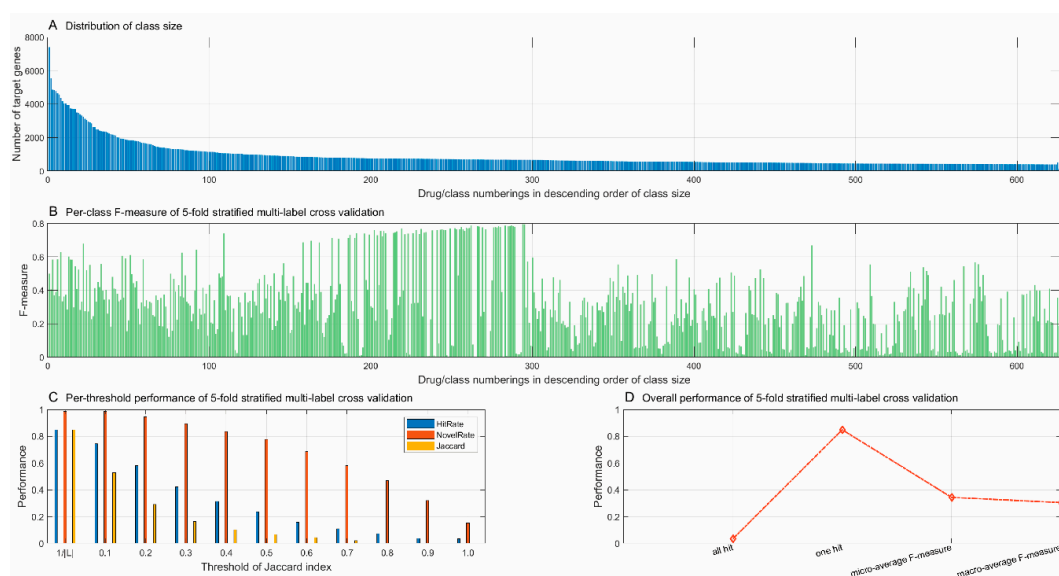 A Distribution of class size
Number of target genes
8000
6000
4000
2000
0
0 100 200 300 400 500 600
Drug/class numberings in descending order of class size
B Per-class F-measure of 5-fold stratified multi-label cross validation
F-measure
0.8
0.6
0.4
0.2
0
0 100 200 300 400 500 600
Drug/class numberings in descending order of class size
C Per-threshold performance of 5-fold stratified multi-label cross validation
Performance
1
0.8
0.6
0.4
0.2
0
HitRate
NovelRate
Jaccard
1/|L| 0.1 0.2 0.3 0.4 0.5 0.6 0.7 0.8 0.9 1.0
Threshold of Jaccard index
D Overall performance of 5-fold stratified multi-label cross validation
Performance
1
0.8
0.6
0.4
0.2
0
all hit
one hit
micro-average F-measure
macro-average F-measure